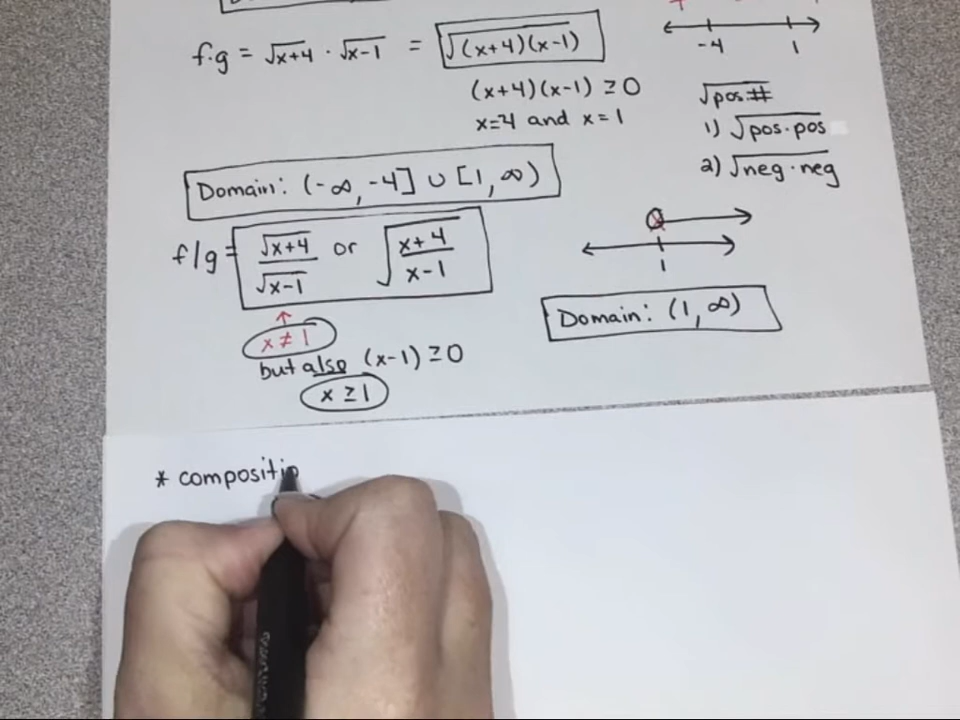 f·g = √x+4 · √x-1 = √(x+4)(x-1)
-4 1
(x+4)(x-1) ≥ 0
x=-4 and x=1
√pos.#
1) √pos·pos
2) √neg·neg
Domain: (-∞, -4] ∪ [1, ∞)
f/g = √x+4/√x-1 or √x+4/x-1
1
x ≠ 1
Domain: (1, ∞)
but also (x-1) ≥ 0
x ≥ 1
* compositio